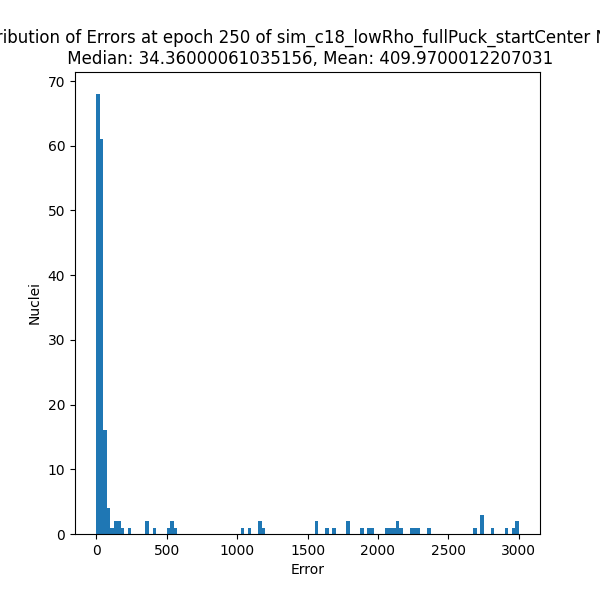 of Errors at epoch 250 of sim_c18_lowRho_fullPuck_startCenter
Median: 34.36000061035156, Mean: 409.9700012207031
70
60
50
40
30
20
10
0
Nuclei
0 500 1000 1500 2000 2500 3000
Error